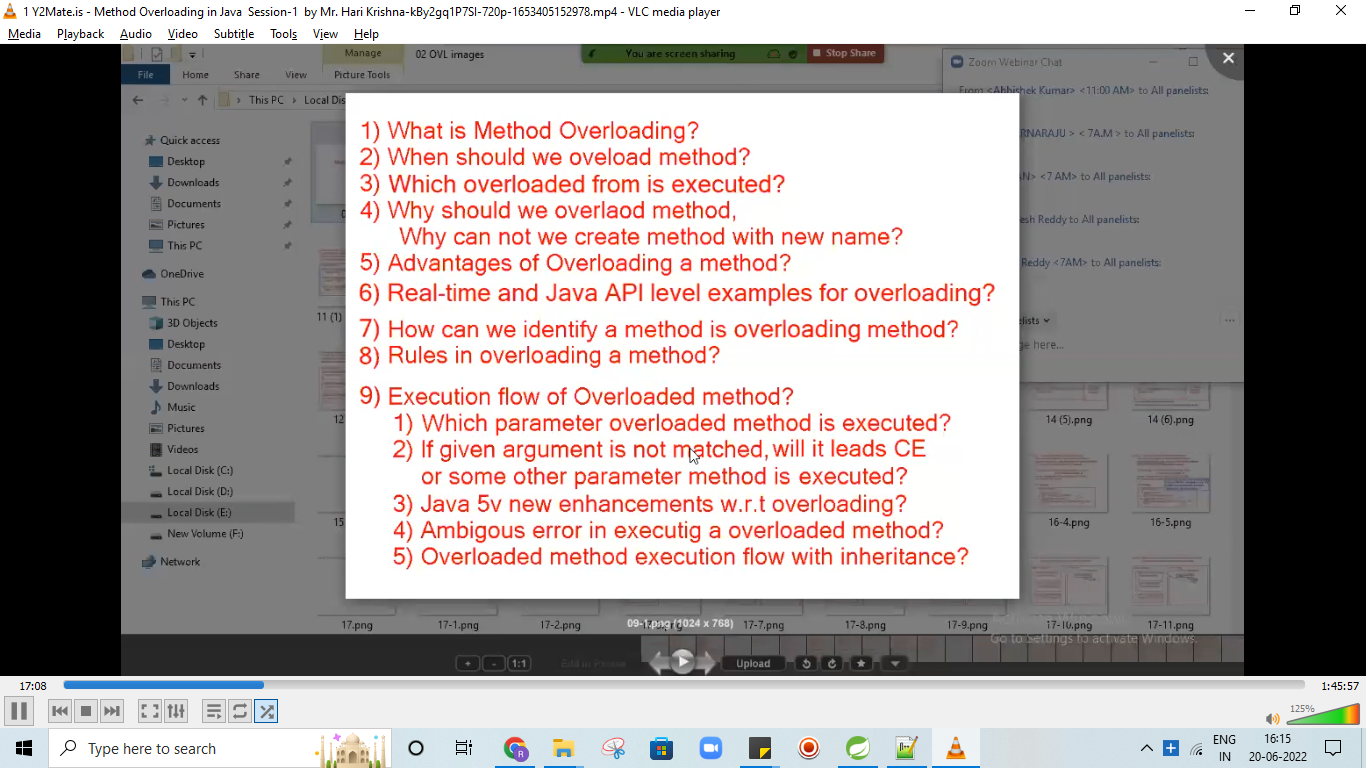 1 Y2Mate.is - Method Overloading in Java Session-1 by Mr. Hari Krishna-kBy2gq1P7SI-720p-1653405152978.mp4 - VLC media player
Media Playback Audio Video Subtitle Tools View Help
Manage 02 OVL images
You are screen sharing Stop Share
File Home Share View Picture Tools
Zoom Webinar Chat
From <Abhishek Kumar> <11:00 AM> to All panelists:
This PC > Local Dis
RNARAJU > < 7A.M > to All panelists:
N> <7 AM> to All panelists:
esh Reddy to All panelists:
Reddy <7AM> to All panelists:
lists
ge here...
Quick access
Desktop
Downloads
Documents
Pictures
This PC
OneDrive
This PC
3D Objects
Desktop
Documents
Downloads
Music
Pictures
Videos
Local Disk (C:)
Local Disk (D:)
Local Disk (E:)
New Volume (F:)
Network
1) What is Method Overloading?
2) When should we oveload method?
3) Which overloaded from is executed?
4) Why should we overlaod method,
Why can not we create method with new name?
5) Advantages of Overloading a method?
6) Real-time and Java API level examples for overloading?
7) How can we identify a method is overloading method?
8) Rules in overloading a method?
9) Execution flow of Overloaded method?
1) Which parameter overloaded method is executed?
2) If given argument is not matched, will it leads CE
or some other parameter method is executed?
3) Java 5v new enhancements w.r.t overloading?
4) Ambigous error in executig a overloaded method?
5) Overloaded method execution flow with inheritance?
11 (1)
12
15
14 (5).png 14 (6).png
16-4.png 16-5.png
17.png 17-1.png 17-2.png 17-7.png 17-8.png 17-9.png 17-10.png 17-11.png
09-1.png (1024 x 768)
Go to Settings to activate Windows.
+ - 1:1 Edit in Picasa Upload
17:08 1:45:57
125%
Type here to search
R
ENG
IN
16:15
20-06-2022